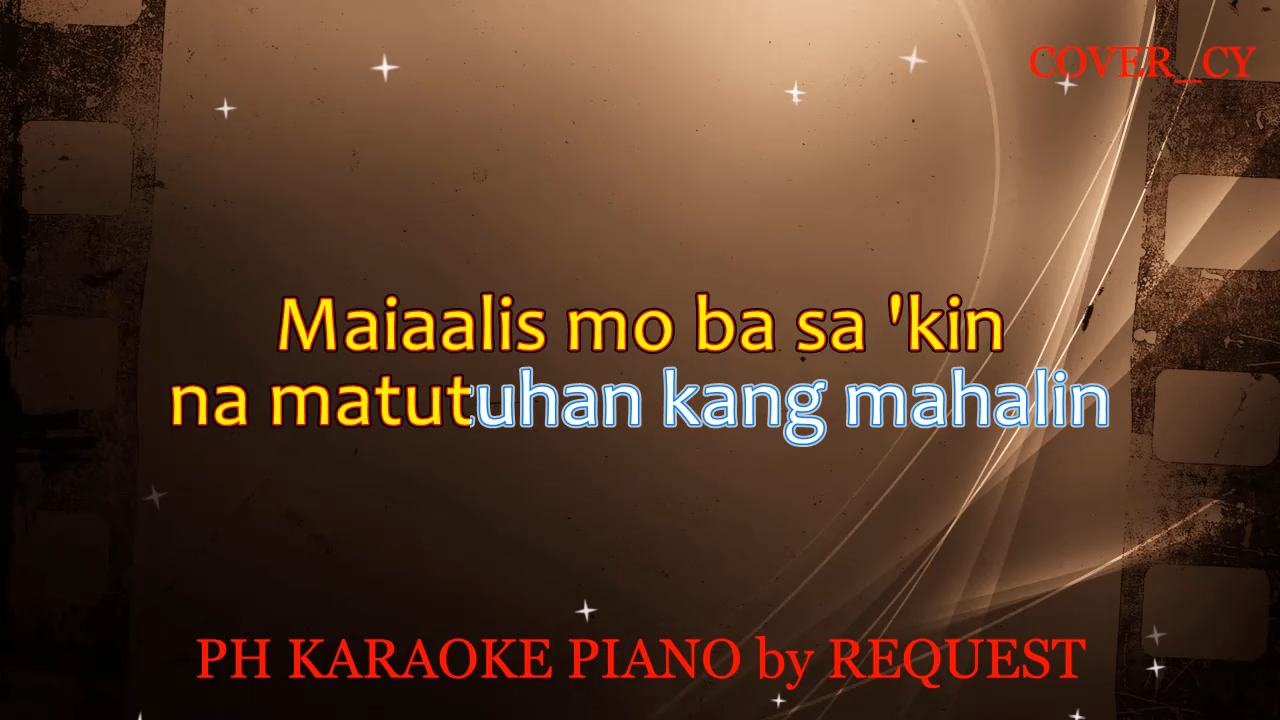 COVER_CY
Maiaalis mo ba sa 'kin
na matutuhan kang mahalin
PH KARAOKE PIANO by REQUEST